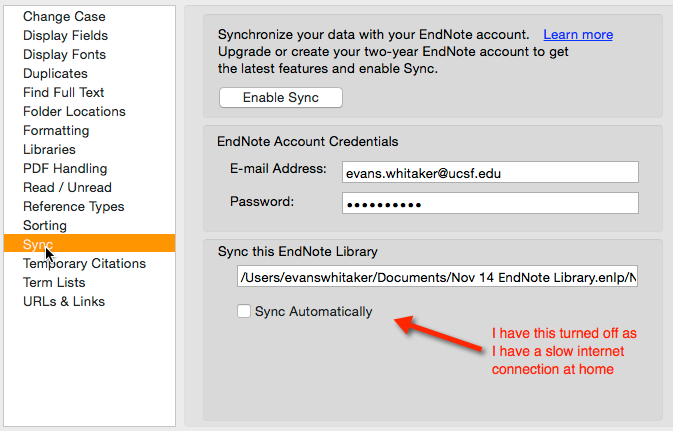 Change Case
Display Fields
Display Fonts
Duplicates
Find Full Text
Folder Locations
Formatting
Libraries
PDF Handling
Read / Unread
Reference Types
Sorting
Sync
Temporary Citations
Term Lists
URLs & Links
Synchronize your data with your EndNote account. Learn more
Upgrade or create your two-year EndNote account to get
the latest features and enable Sync.
Enable Sync
EndNote Account Credentials
E-mail Address: evans.whitaker@ucsf.edu
Password: ••••••••••
Sync this EndNote Library
/Users/evanswhitaker/Documents/Nov 14 EndNote Library.enlp/N
Sync Automatically
I have this turned off as
I have a slow internet
connection at home